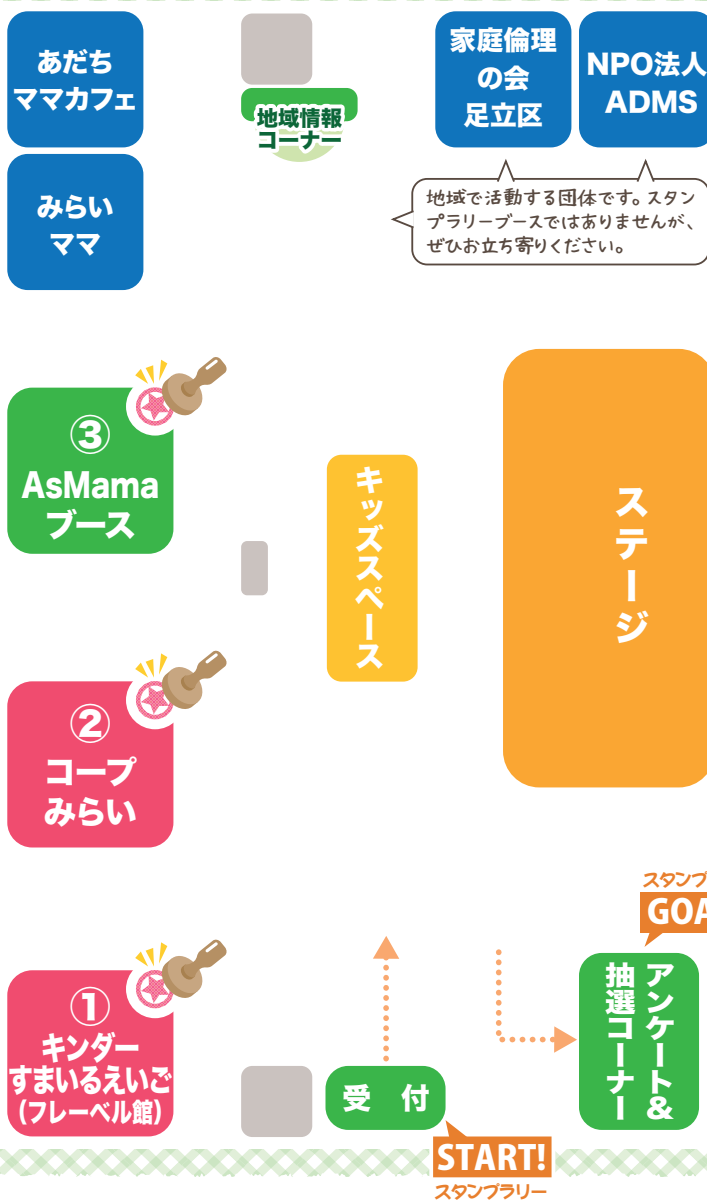 あだち
ママカフェ
地域情報
コーナー
家庭倫理
の会
足立区
NPO法人
ADMS
みらい
ママ
地域で活動する団体です。スタン
プラリーブースではありませんが、
ぜひお立ち寄りください。
③
AsMama
ブース
キッズスペース
ステージ
②
コープ
みらい
スタンプ
GOA
①
キンダー
すまいるえいご
(フレーベル館)
受　付
アンケート&
抽選コーナー
START!
スタンプラリー